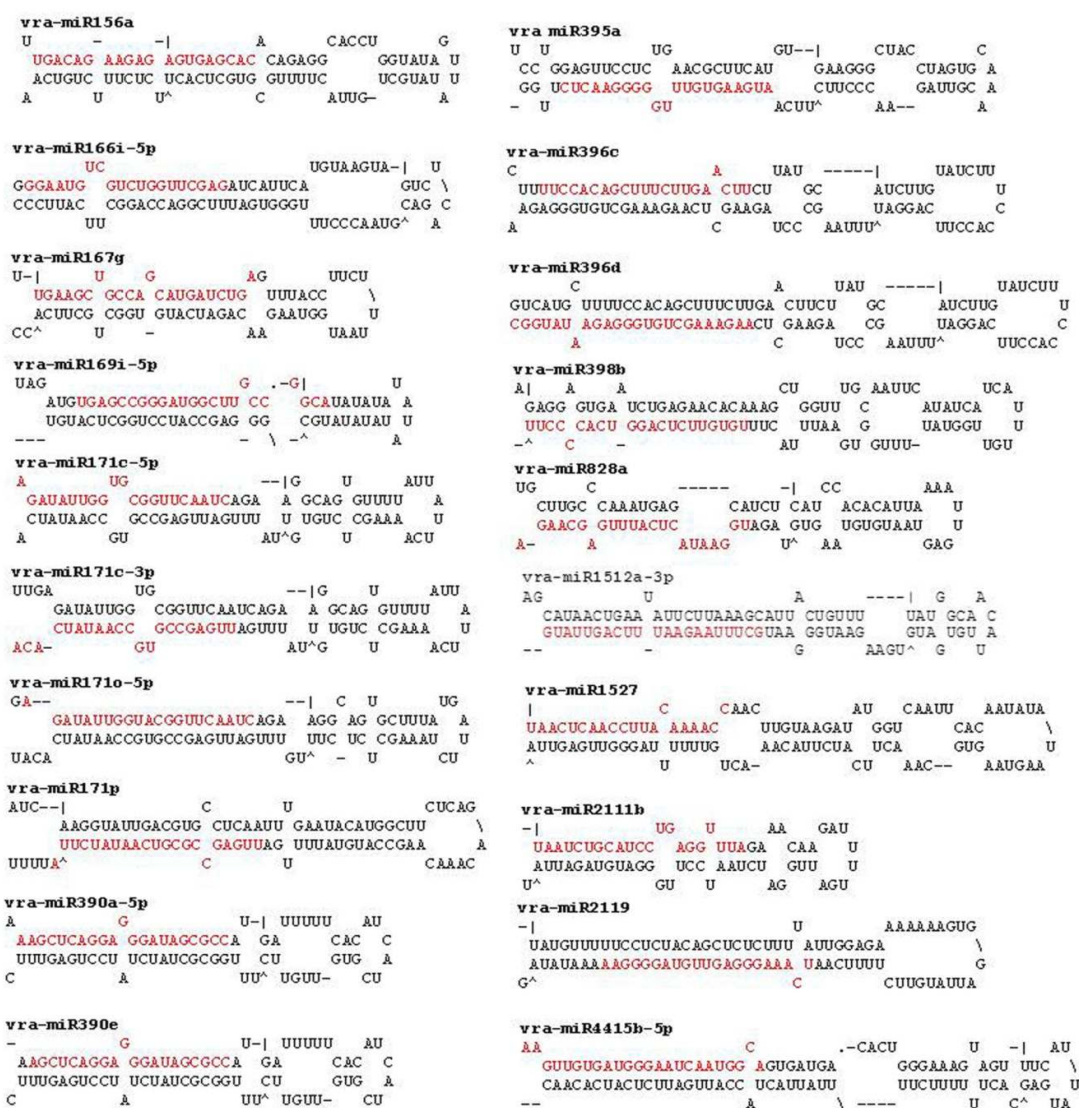 vra-miR156a
U - -| A CACCU G
UGACAG AAGAG AGUGAGCAC CAGAGG GGUAUA U
ACUGUC UUCUC UCACUCGUG GUUUUC UCGUAU U
A U U^ C AUUG- A
vra-miR166i-5p
UC UGUAAGUA-| U
GGGAAUG GUCUGGUUCGAGAUCAUUCA GUC \
CCCUUAC CGGACCAGGCUUUAGUGGGU CAG C
UU UUCCCAAUG^ A
vra-miR167g
U-| U G AG UUCU
UGAAGC GCCA CAUGAUCUG UUUACC \
ACUUCG CGGU GUACUAGAC GAAUGG U
CC^ U - AA UAAU
vra-miR169i-5p
UAG G .-G| U
AUGUGAGCCGGGAUGGCUU CC GCAUAUAUA A
UGUACUCGGUCCUACCGAG GG CGUAUAUAU U
--- - \ -^ A
vra-miR171c-5p
A UG --|G U AUU
GAUAUUGG CGGUUCAAUCAGA A GCAG GUUUU A
CUAUAACC GCCGAGUUAGUUU U UGUC CGAAA U
A GU AU^G U ACU
vra-miR171c-3p
UUGA UG --|G U AUU
GAUAUUGG CGGUUCAAUCAGA A GCAG GUUUU A
CUAUAACC GCCGAGUUAGUUU U UGUC CGAAA U
ACA- GU AU^G U ACU
vra-miR171o-5p
GA-- --| C U UG
GAUAUUGGUACGGUUCAAUCAGA AGG AG GCUUUA A
CUAUAACCGUGCCGAGUUAGUUU UUC UC CGAAAU U
UACA GU^ - U CU
vra-miR171p
AUC--| C U CUCAG
AAGGUAUUGACGUG CUCAAUU GAAUACAUGGCUU \
UUCUAUAACUGCGC GAGUUAG UUUAUGUACCGAA A
UUUUA^ C U CAAAC
vra-miR390a-5p
A G U-| UUUUU AU
AAGCUCAGGA GGAUAGCGCCA GA CAC C
UUUGAGUCCU UCUAUCGCGGU CU GUG A
C A UU^ UGUU- CU
vra-miR390e
- G U-| UUUUU AU
AAGCUCAGGA GGAUAGCGCCA GA CAC C
UUUGAGUCCU UCUAUCGCGGU CU GUG A
C A UU^ UGUU- CU
vra miR395a
U U UG GU--| CUAC C
CC GGAGUUCCUC AACGCUUCAU GAAGGG CUAGUG A
GG UCUCAAGGGG UUGUGAAGUA CUUCCC GAUUGC A
- U GU ACUU^ AA-- A
vra-miR396c
C A UAU -----| UAUCUU
UUUUCCACAGCUUUCUUGA CUUCU GC AUCUUG U
AGAGGGUGUCGAAAGAACU GAAGA CG UAGGAC C
A C UCC AAUUU^ UUCCAC
vra-miR396d
C A UAU -----| UAUCUU
GUCAUG UUUUCCACAGCUUUCUUGA CUUCU GC AUCUUG U
CGGUAU AGAGGGUGUCGAAAGAACU GAAGA CG UAGGAC C
A C UCC AAUUU^ UUCCAC
vra-miR398b
A| A A CU UG AAUUC UCA
GAGG GUGA UCUGAGAACACAAAG GGUU C AUAUCA U
UUCC CACU GGACUCUUGUGUUUC UUAA G UAUGGU U
-^ C - AU GU GUUU- UGU
vra-miR828a
UG C ----- -| CC AAA
CUUGC CAAAUGAG CAUCU CAU ACACAUUA U
GAACG GUUUACUC GUAGA GUG UGUGUAAU U
A- A AUAAG U^ AA GAG
vra-miR1512a-3p
AG U A ----| G A
CAUAACUGAA AUUCUUAAAGCAUU CUGUUU UAU GCA C
GUAUUGACUU UAAGAAUUUCGUAA GGUAAG GUA UGU A
-- - G AAGU^ G U
vra-miR1527
| C CAAC AU CAAUU AAUAUA
UAACUCAACCUUA AAAAC UUGUAAGAU GGU CAC \
AUUGAGUUGGGAU UUUUG AACAUUCUA UCA GUG U
^ U UCA- CU AAC-- AAUGAA
vra-miR2111b
-| UG U AA GAU
UAAUCUGCAUCC AGG UUAGA CAA U
AUUAGAUGUAGG UCC AAUCU GUU U
U^ GU U AG AGU
vra-miR2119
-| U AAAAAAGUG
UAUGUUUUUCCUCUACAGCUCUCUUU AUUGGAGA \
AUAUAAAAAGGGGAUGUUGAGGGAAA UAACUUUU G
G^ C CUUGUAUUA
vra-miR4415b-5p
AA C .-CACU U -| AU
GUUGUGAUGGGAAUCAAUGG AGUGAUGA GGGAAAG AGU UUC \
CAACACUACUCUUAGUUACC UCAUUAUU UUCUUUU UCA GAG U
-- A \ ---- U C^ UA